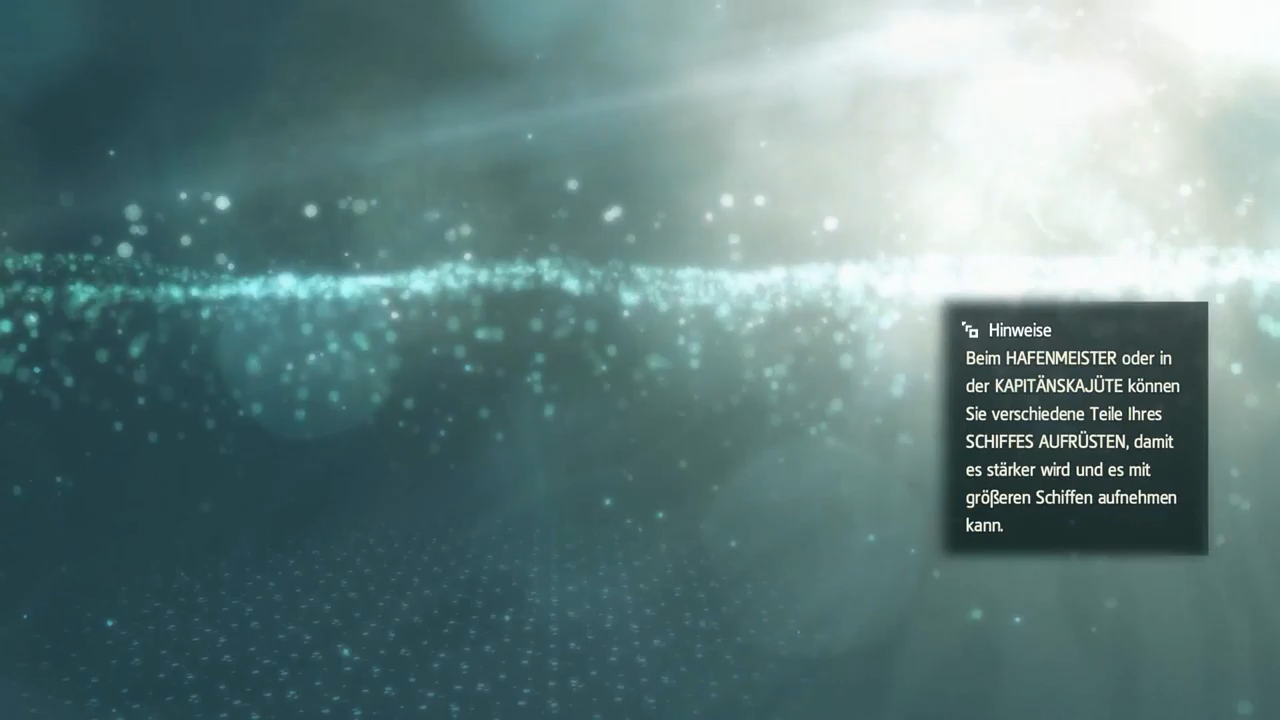 Hinweise
Beim HAFENMEISTER oder in
der KAPITÄNSKAJÜTE können
Sie verschiedene Teile Ihres
SCHIFFES AUFRÜSTEN, damit
es stärker wird und es mit
größeren Schiffen aufnehmen
kann.